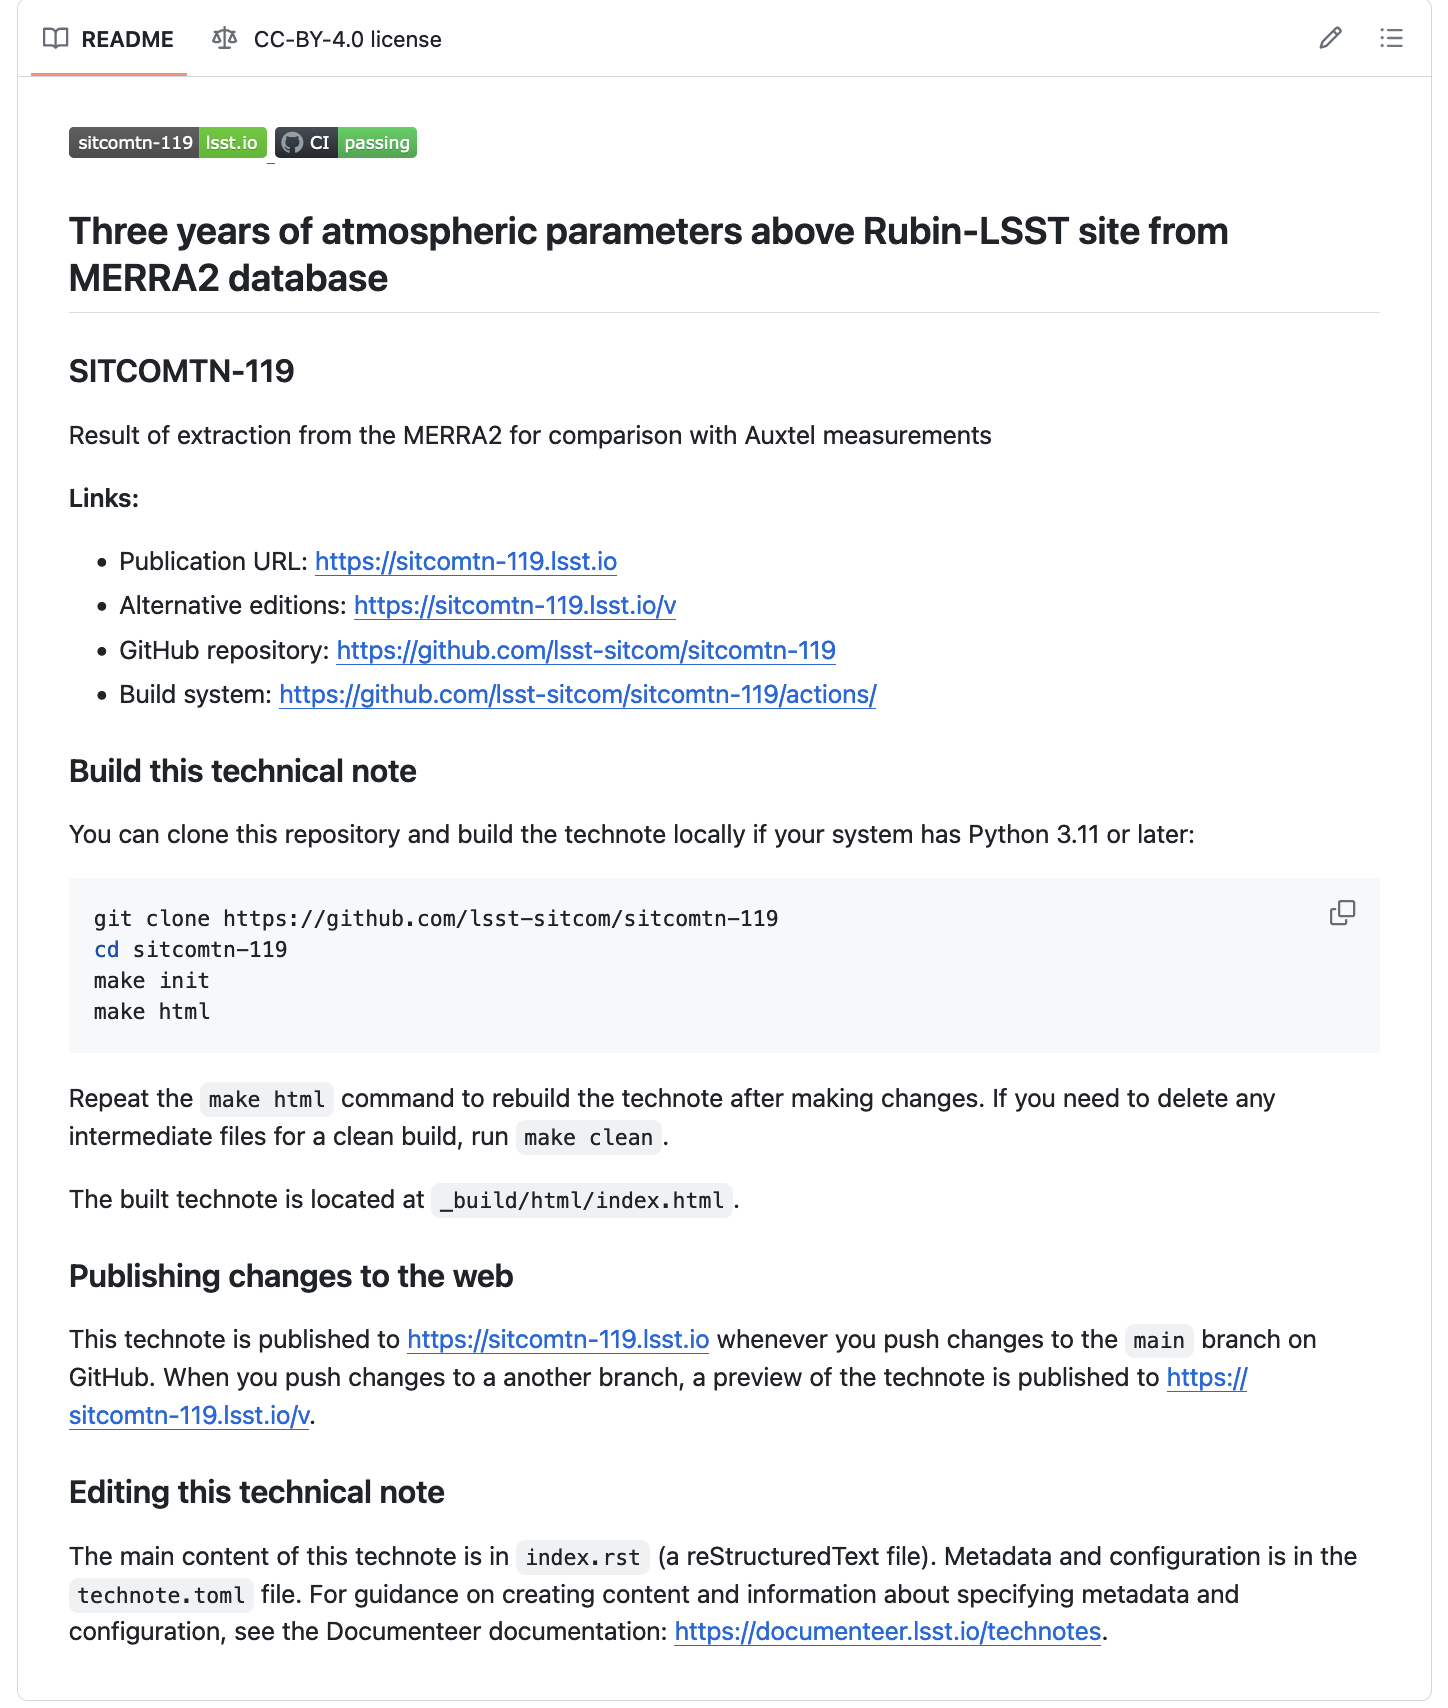 README CC-BY-4.0 license
sitcomtn-119 lsst.io CI passing
Three years of atmospheric parameters above Rubin-LSST site from
MERRA2 database
SITCOMTN-119
Result of extraction from the MERRA2 for comparison with Auxtel measurements
Links:
• Publication URL: https://sitcomtn-119.lsst.io
• Alternative editions: https://sitcomtn-119.lsst.io/v
• GitHub repository: https://github.com/lsst-sitcom/sitcomtn-119
• Build system: https://github.com/lsst-sitcom/sitcomtn-119/actions/
Build this technical note
You can clone this repository and build the technote locally if your system has Python 3.11 or later:
git clone https://github.com/lsst-sitcom/sitcomtn-119
cd sitcomtn-119
make init
make html
Repeat the make html command to rebuild the technote after making changes. If you need to delete any
intermediate files for a clean build, run make clean.
The built technote is located at _build/html/index.html.
Publishing changes to the web
This technote is published to https://sitcomtn-119.lsst.io whenever you push changes to the main branch on
GitHub. When you push changes to a another branch, a preview of the technote is published to https://
sitcomtn-119.lsst.io/v.
Editing this technical note
The main content of this technote is in index.rst (a reStructuredText file). Metadata and configuration is in the
technote.toml file. For guidance on creating content and information about specifying metadata and
configuration, see the Documenteer documentation: https://documenteer.lsst.io/technotes.